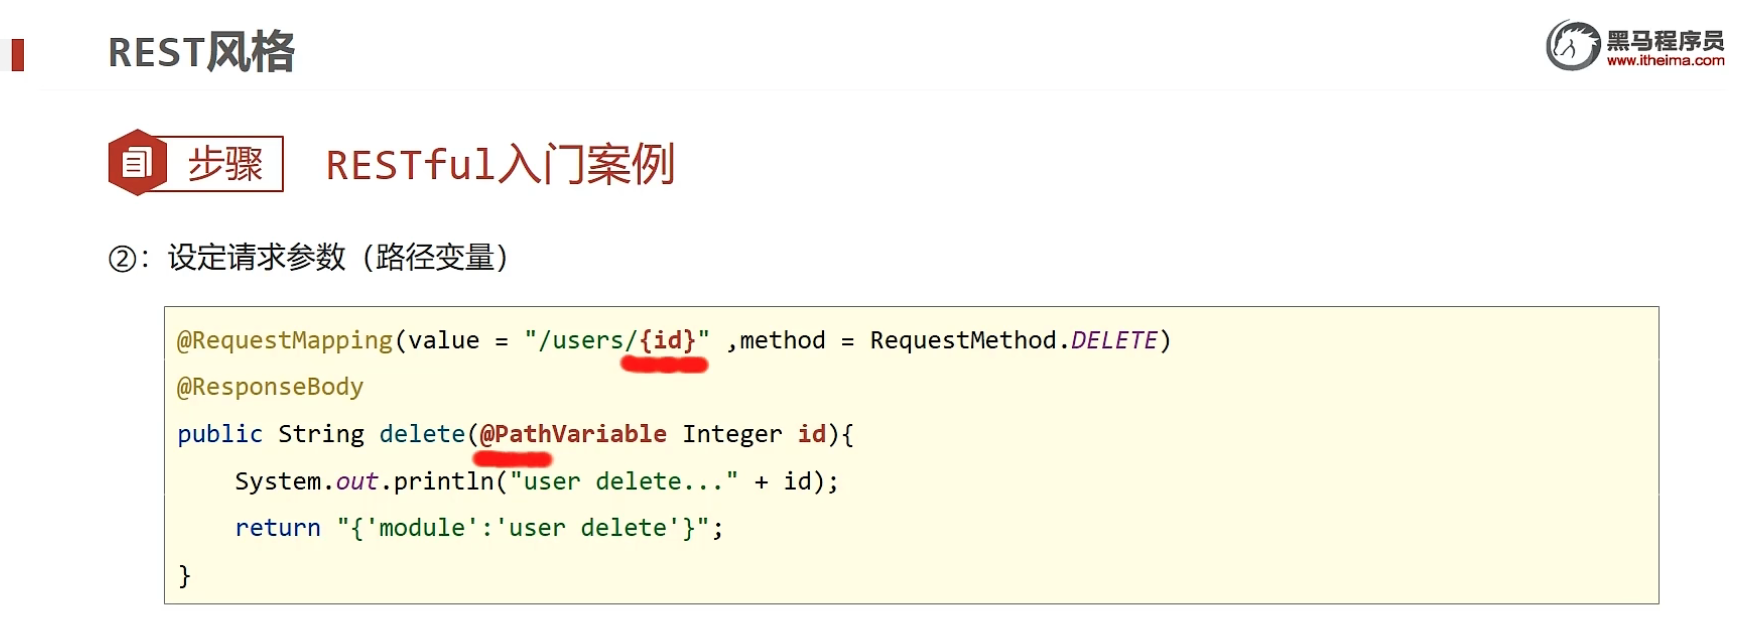 REST风格
黑马程序员
www.itheima.com
步骤
RESTful入门案例
②：设定请求参数（路径变量）
@RequestMapping(value = "/users/{id}" ,method = RequestMethod.DELETE)
@ResponseBody
public String delete(@PathVariable Integer id){
    System.out.println("user delete..." + id);
    return "{'module':'user delete'}";
}